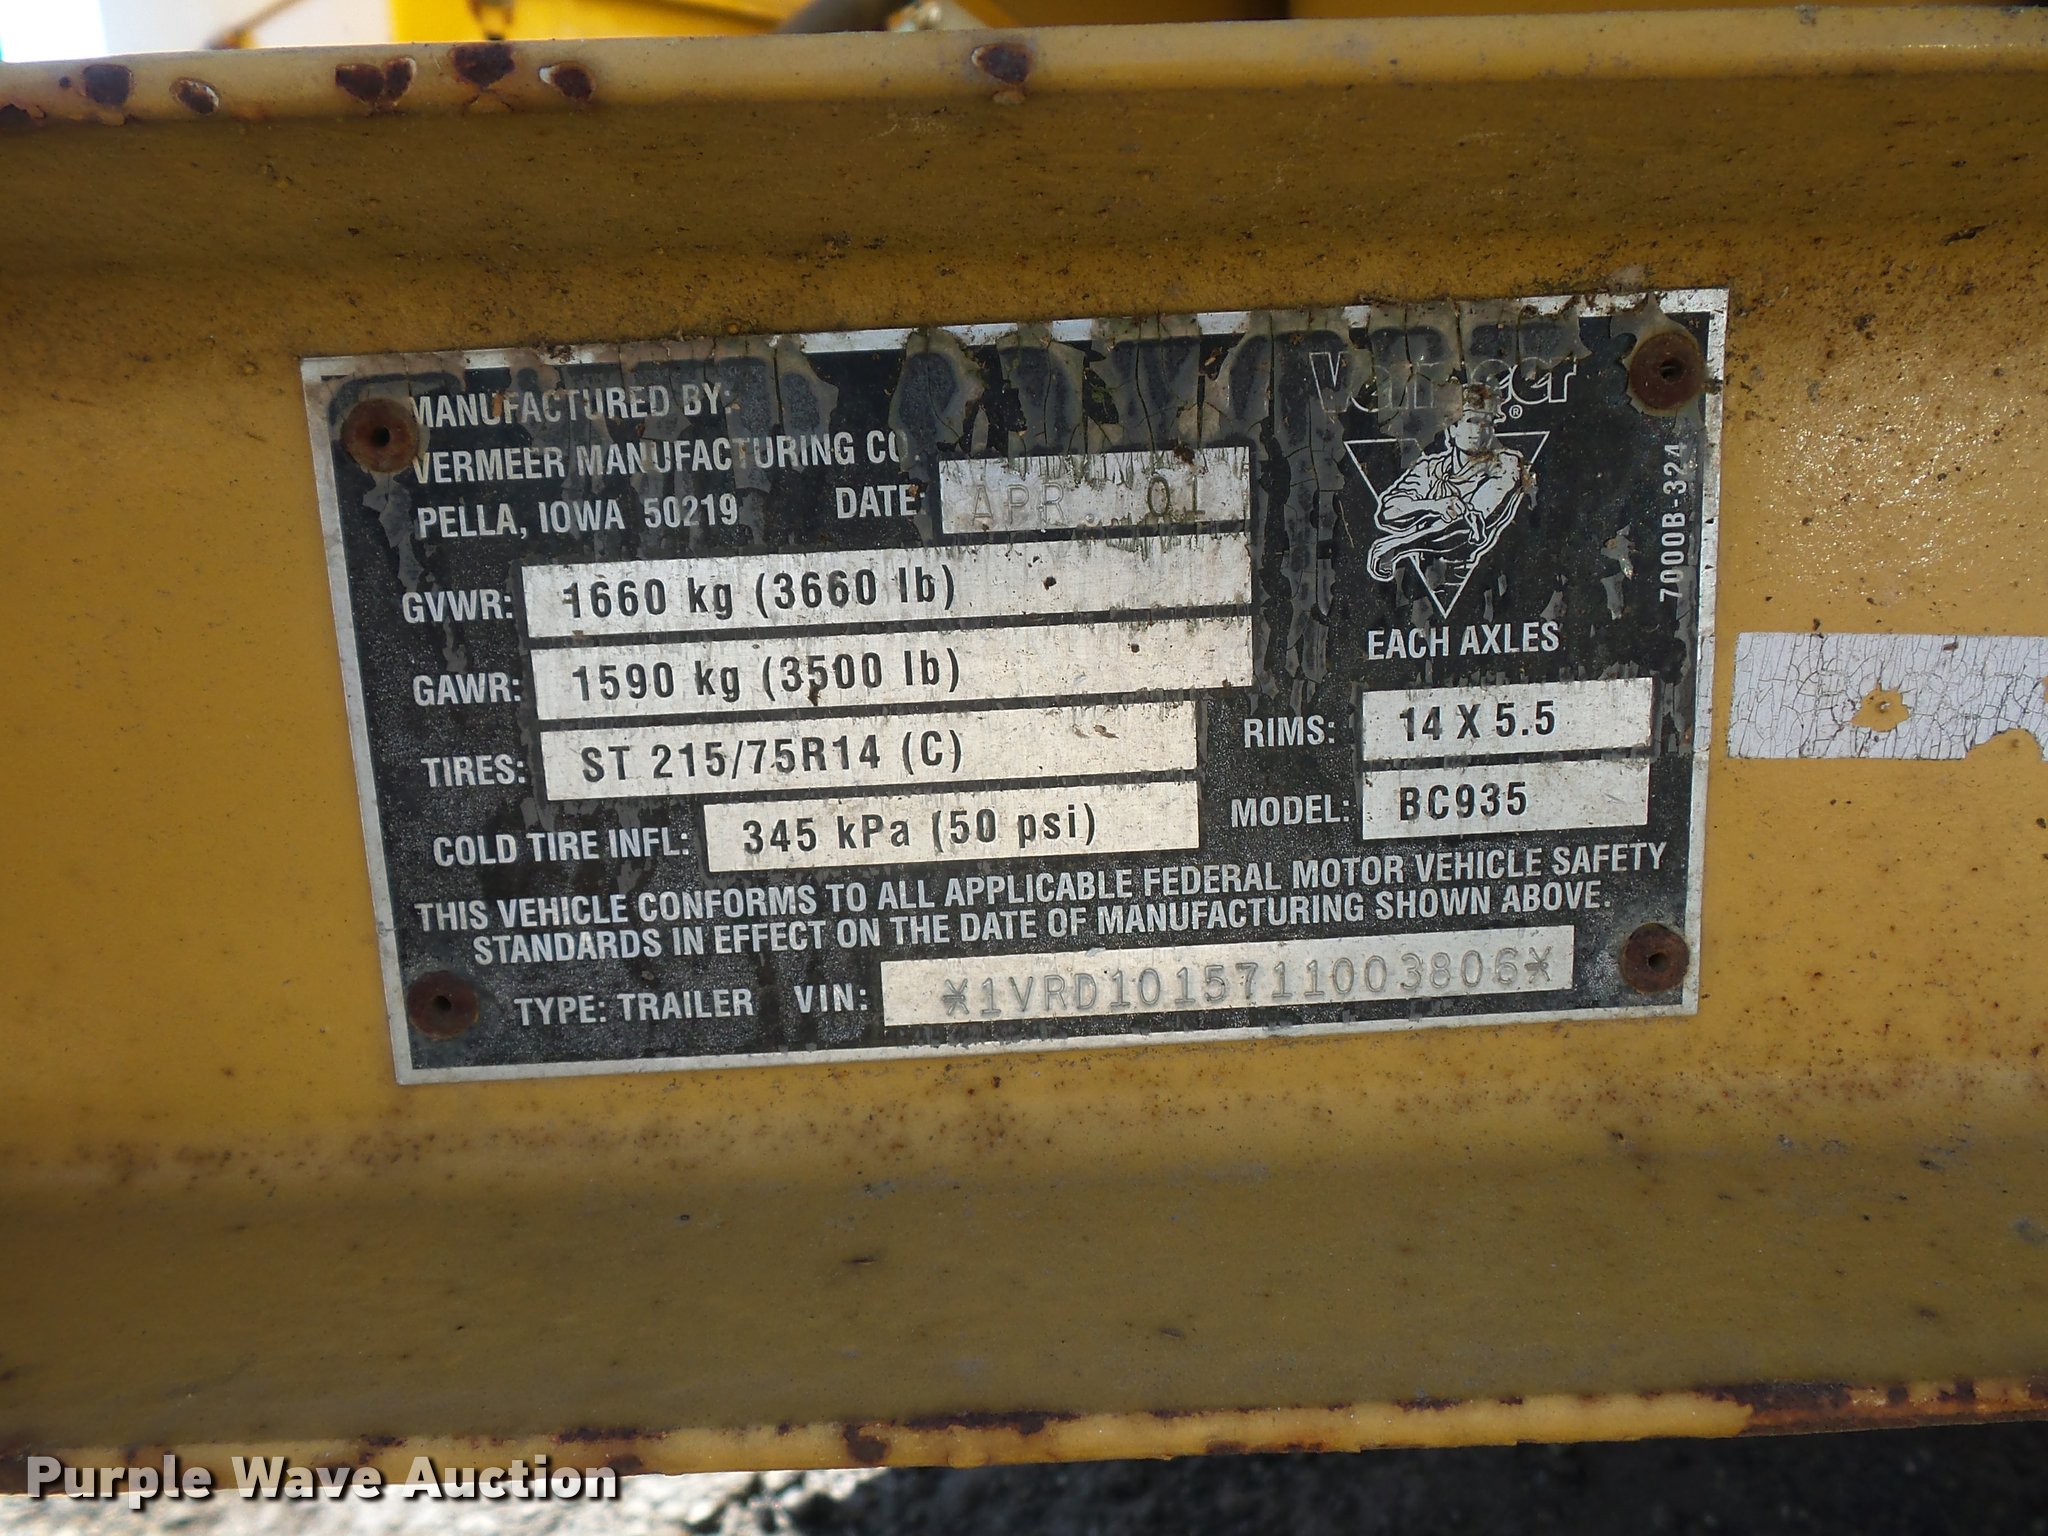 Vermeer®
MANUFACTURED BY:
VERMEER MANUFACTURING CO.
PELLA, IOWA 50219
DATE: APR. 01
7000B-324
GVWR: 1660 kg (3660 lb)
EACH AXLES
GAWR: 1590 kg (3500 lb)
TIRES: ST 215/75R14 (C)
RIMS: 14 X 5.5
COLD TIRE INFL: 345 kPa (50 psi)
MODEL: BC935
THIS VEHICLE CONFORMS TO ALL APPLICABLE FEDERAL MOTOR VEHICLE SAFETY
STANDARDS IN EFFECT ON THE DATE OF MANUFACTURING SHOWN ABOVE.
TYPE: TRAILER VIN: *1VRD1015711003806*
Purple Wave Auction